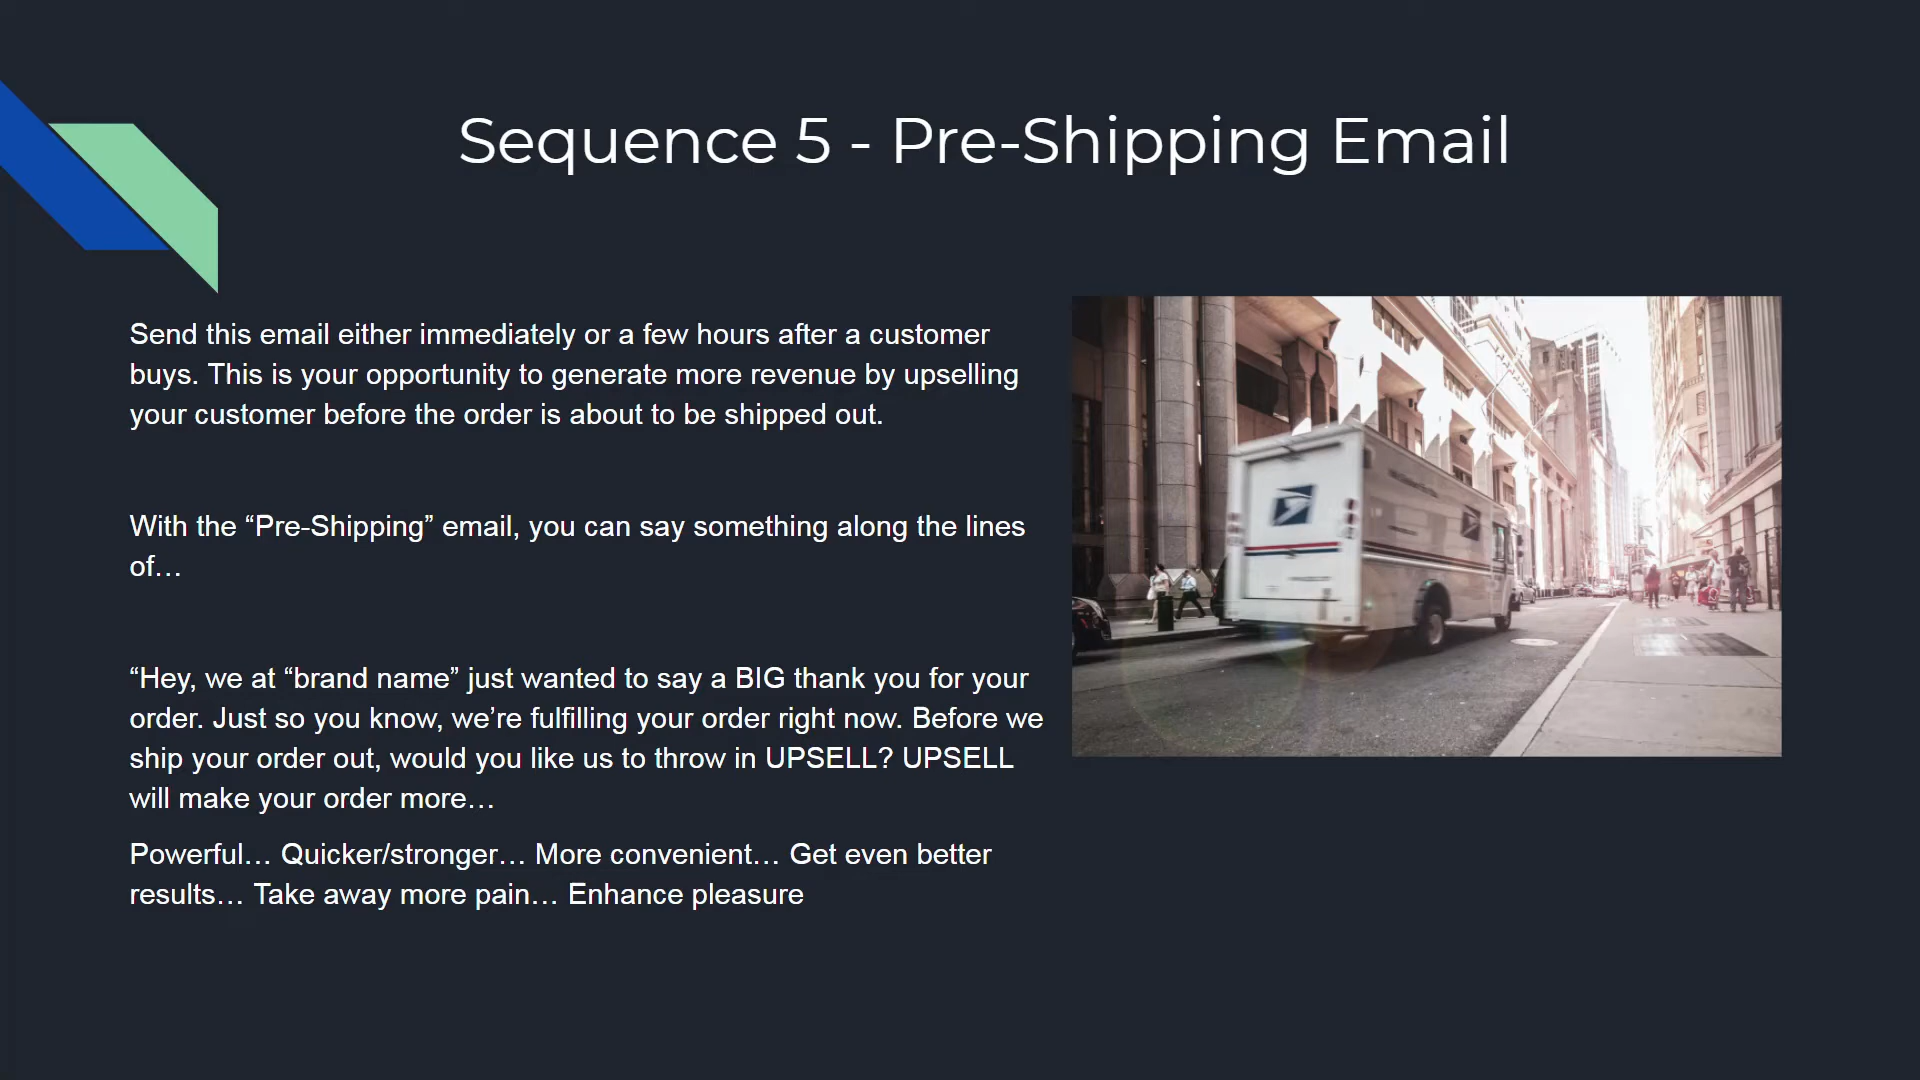 Sequence 5 - Pre-Shipping Email
Send this email either immediately or a few hours after a customer
buys. This is your opportunity to generate more revenue by upselling
your customer before the order is about to be shipped out.
With the “Pre-Shipping” email, you can say something along the lines
of…
“Hey, we at “brand name” just wanted to say a BIG thank you for your
order. Just so you know, we’re fulfilling your order right now. Before we
ship your order out, would you like us to throw in UPSELL? UPSELL
will make your order more…
Powerful… Quicker/stronger… More convenient… Get even better
results… Take away more pain… Enhance pleasure